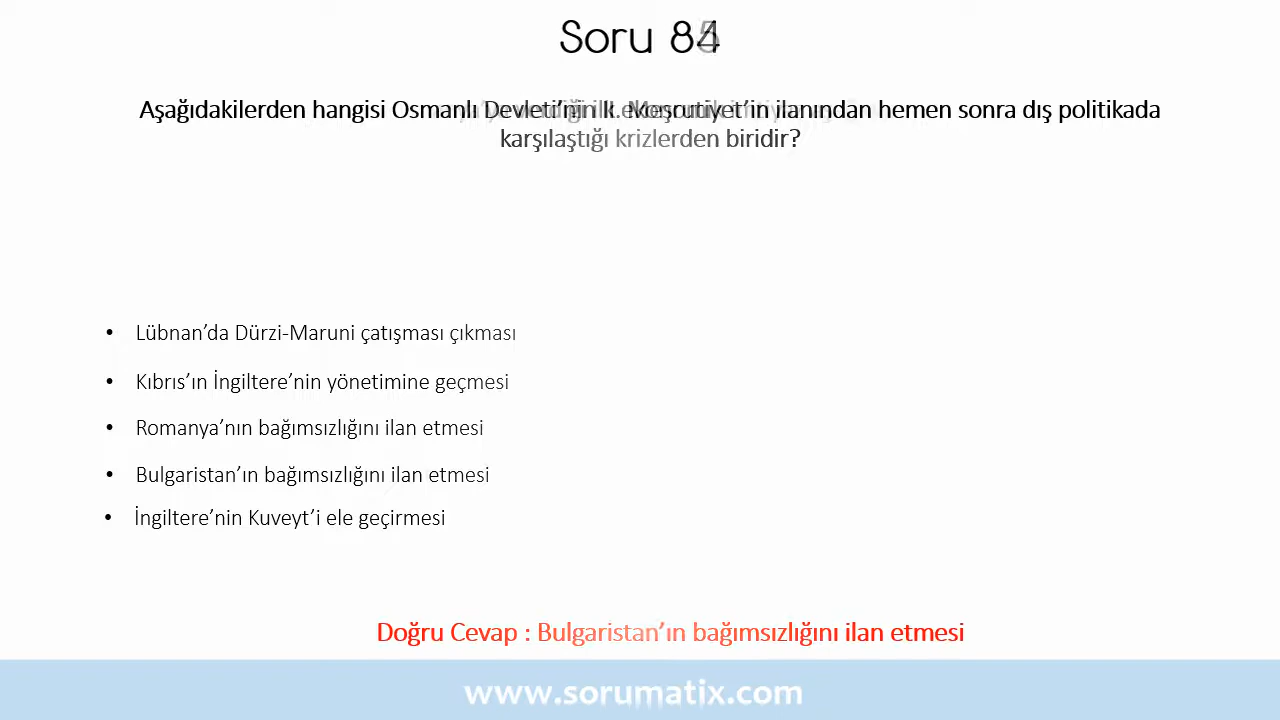 Soru 84
Aşağıdakilerden hangisi Osmanlı Devleti’nin II. Meşrutiyet’in ilanından hemen sonra dış politikada
karşılaştığı krizlerden biridir?
• Lübnan’da Dürzi-Maruni çatışması çıkması
• Kıbrıs’ın İngiltere’nin yönetimine geçmesi
• Romanya’nın bağımsızlığını ilan etmesi
• Bulgaristan’ın bağımsızlığını ilan etmesi
• İngiltere’nin Kuveyt’i ele geçirmesi
Doğru Cevap : Bulgaristan’ın bağımsızlığını ilan etmesi
www.sorumatix.com